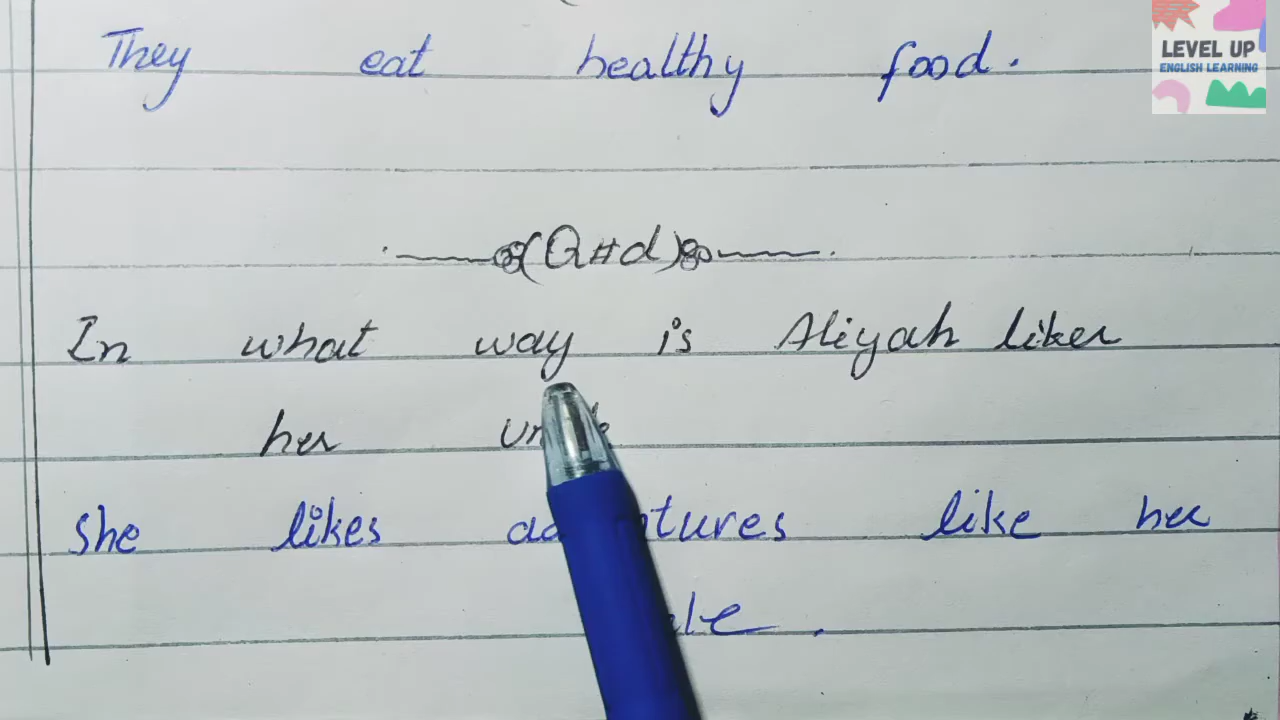 They eat healthy food.
LEVEL UP
ENGLISH LEARNING
(Q#d)
In what way is Aliyah liker
her
she likes like her
.